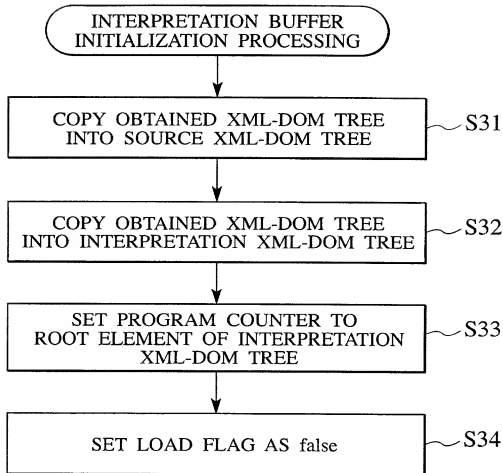 INTERPRETATION BUFFER
INITIALIZATION PROCESSING
COPY OBTAINED XML-DOM TREE
INTO SOURCE XML-DOM TREE
S31
COPY OBTAINED XML-DOM TREE
INTO INTERPRETATION XML-DOM TREE
S32
SET PROGRAM COUNTER TO
ROOT ELEMENT OF INTERPRETATION
XML-DOM TREE
S33
SET LOAD FLAG AS false
S34